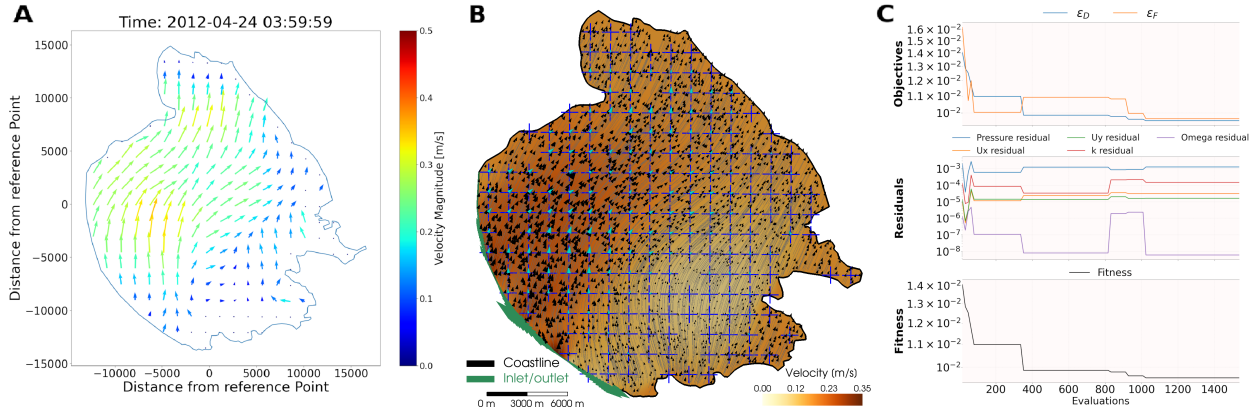 A
Time: 2012-04-24 03:59:59
Distance from reference Point
15000
10000
5000
0
−5000
−10000
−15000
−10000 −5000 0 5000 10000 15000
Distance from reference Point
0.5
0.4
0.3
0.2
0.1
0.0
Velocity Magnitude [m/s]
B
Coastline
Inlet/outlet
0 m 3000 m 6000 m
Velocity (m/s)
0.00 0.12 0.23 0.35
C
ε_D ε_F
Objectives
1.6 × 10⁻²
1.4 × 10⁻²
1.3 × 10⁻²
1.2 × 10⁻²
1.1 × 10⁻²
10⁻²
Pressure residual Uy residual Omega residual
Ux residual k residual
Residuals
10⁻³
10⁻⁴
10⁻⁵
10⁻⁶
10⁻⁷
10⁻⁸
Fitness
Fitness
1.4 × 10⁻²
1.3 × 10⁻²
1.2 × 10⁻²
1.1 × 10⁻²
10⁻²
200 400 600 800 1000 1200 1400
Evaluations